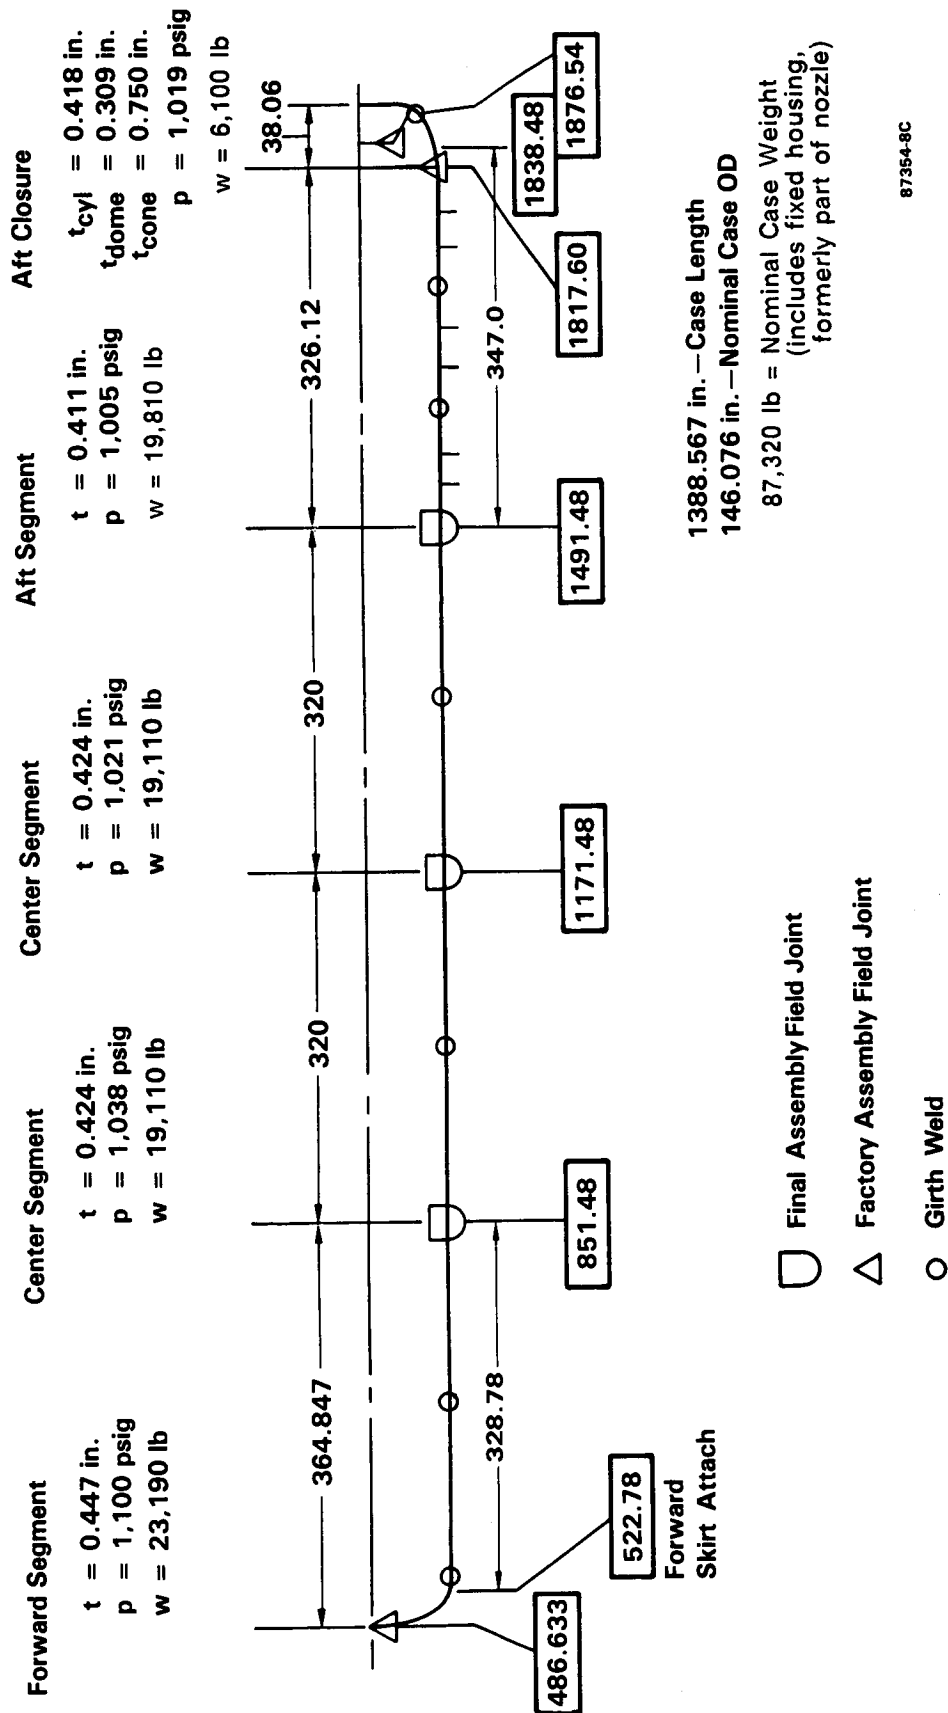 Forward Segment
t = 0.447 in.
p = 1,100 psig
w = 23,190 lb
Center Segment
t = 0.424 in.
p = 1,038 psig
w = 19,110 lb
Center Segment
t = 0.424 in.
p = 1,021 psig
w = 19,110 lb
Aft Segment
t = 0.411 in.
p = 1,005 psig
w = 19,810 lb
Aft Closure
tcyl = 0.418 in.
tdome = 0.309 in.
tcone = 0.750 in.
p = 1,019 psig
w = 6,100 lb
364.847
320
320
326.12
38.06
328.78
347.0
486.633
522.78
Forward
Skirt Attach
851.48
1171.48
1491.48
1817.60
1838.48
1876.54
1388.567 in.—Case Length
146.076 in.—Nominal Case OD
87,320 lb = Nominal Case Weight
(includes fixed housing,
formerly part of nozzle)
Final Assembly Field Joint
Factory Assembly Field Joint
Girth Weld
87354-8C